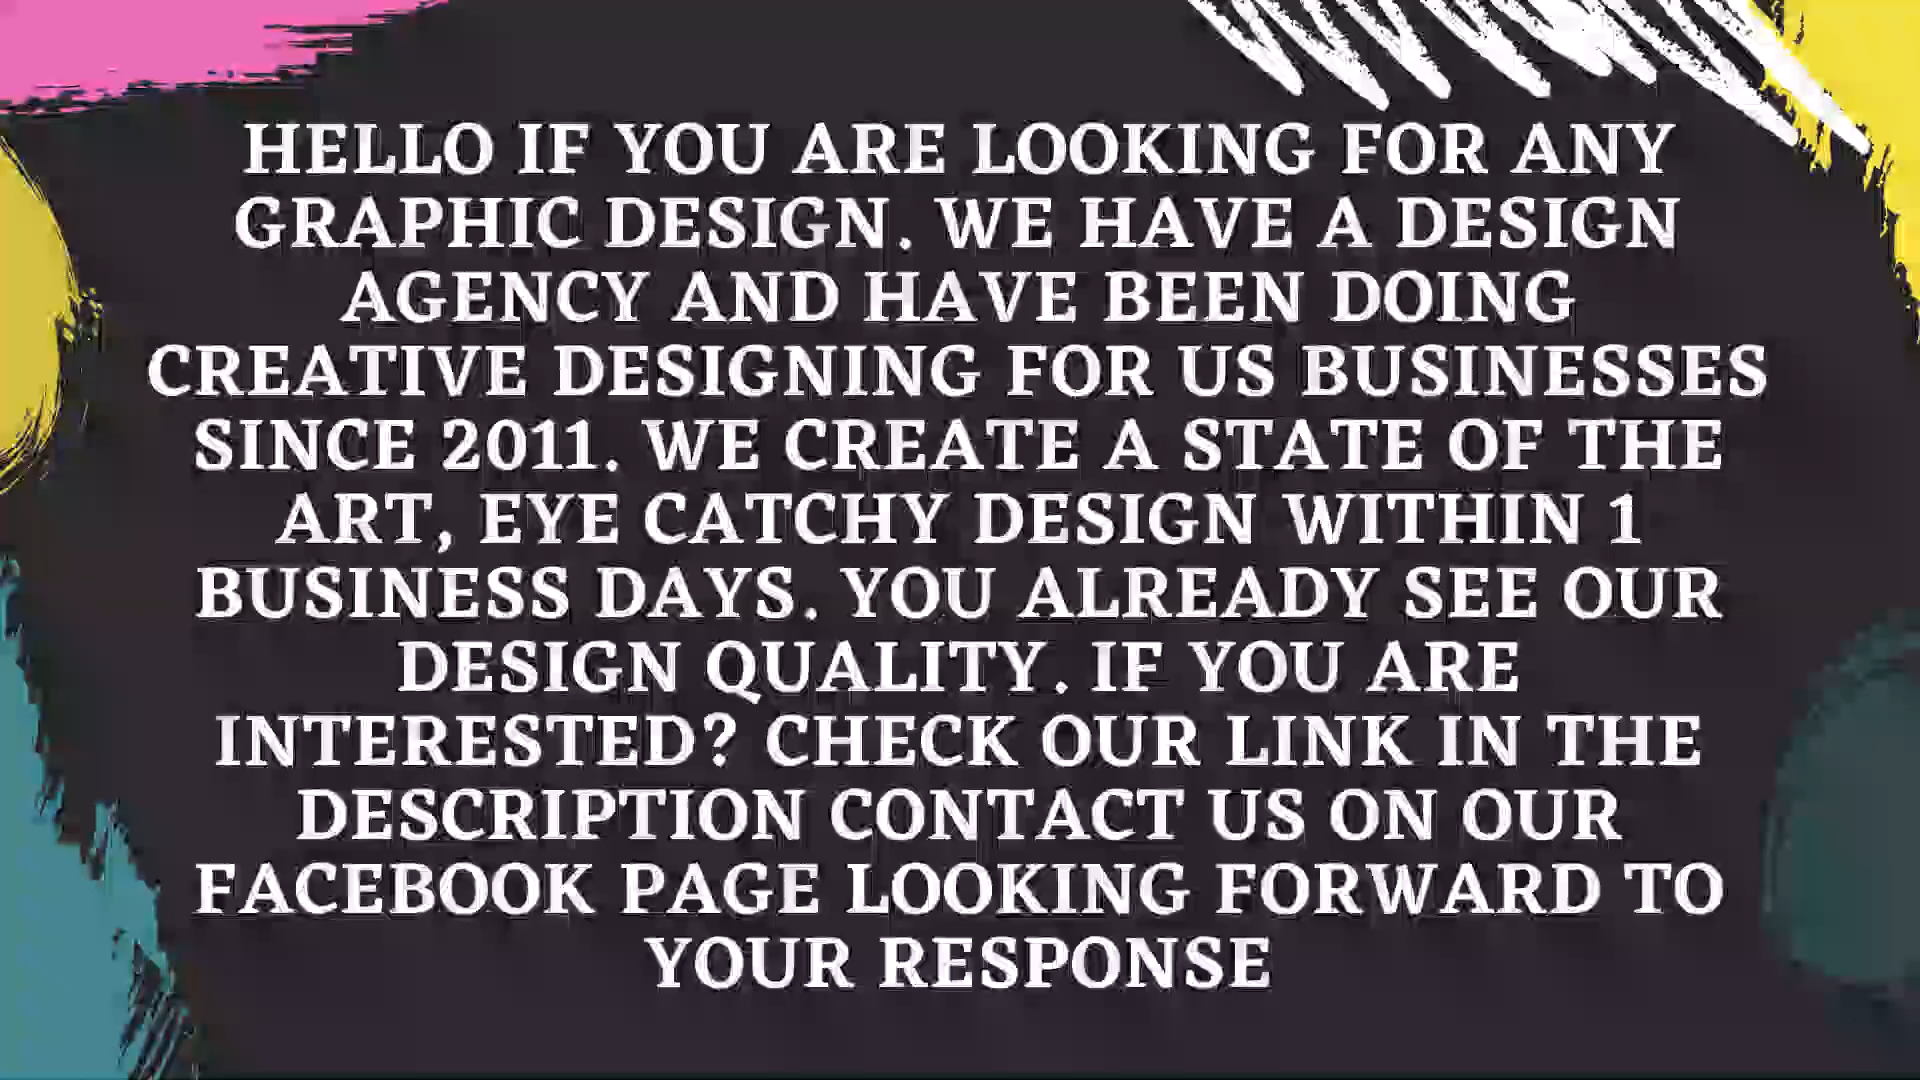 HELLO IF YOU ARE LOOKING FOR ANY
GRAPHIC DESIGN. WE HAVE A DESIGN
AGENCY AND HAVE BEEN DOING
CREATIVE DESIGNING FOR US BUSINESSES
SINCE 2011. WE CREATE A STATE OF THE
ART, EYE CATCHY DESIGN WITHIN 1
BUSINESS DAYS. YOU ALREADY SEE OUR
DESIGN QUALITY. IF YOU ARE
INTERESTED? CHECK OUR LINK IN THE
DESCRIPTION CONTACT US ON OUR
FACEBOOK PAGE LOOKING FORWARD TO
YOUR RESPONSE